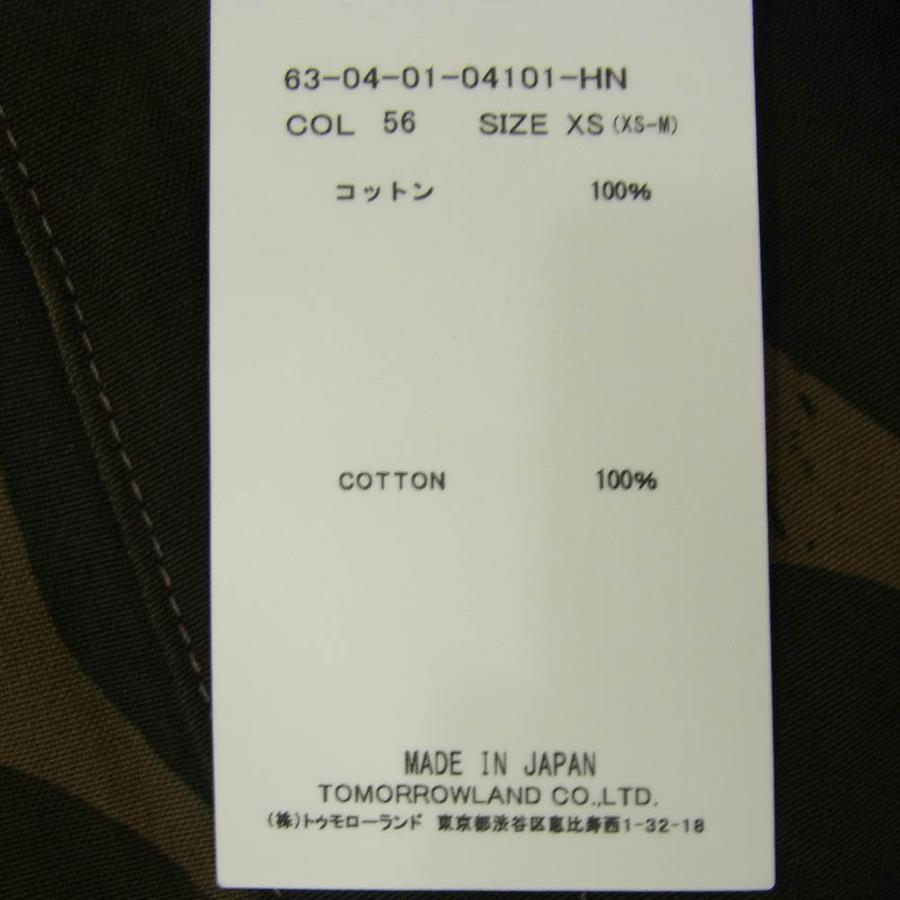 63-04-01-04101-HN
COL 56 SIZE XS (XS-M)
コットン 100%
COTTON 100%
MADE IN JAPAN
TOMORROWLAND CO.,LTD.
(株)トゥモローランド 東京都渋谷区恵比寿西1-32-18